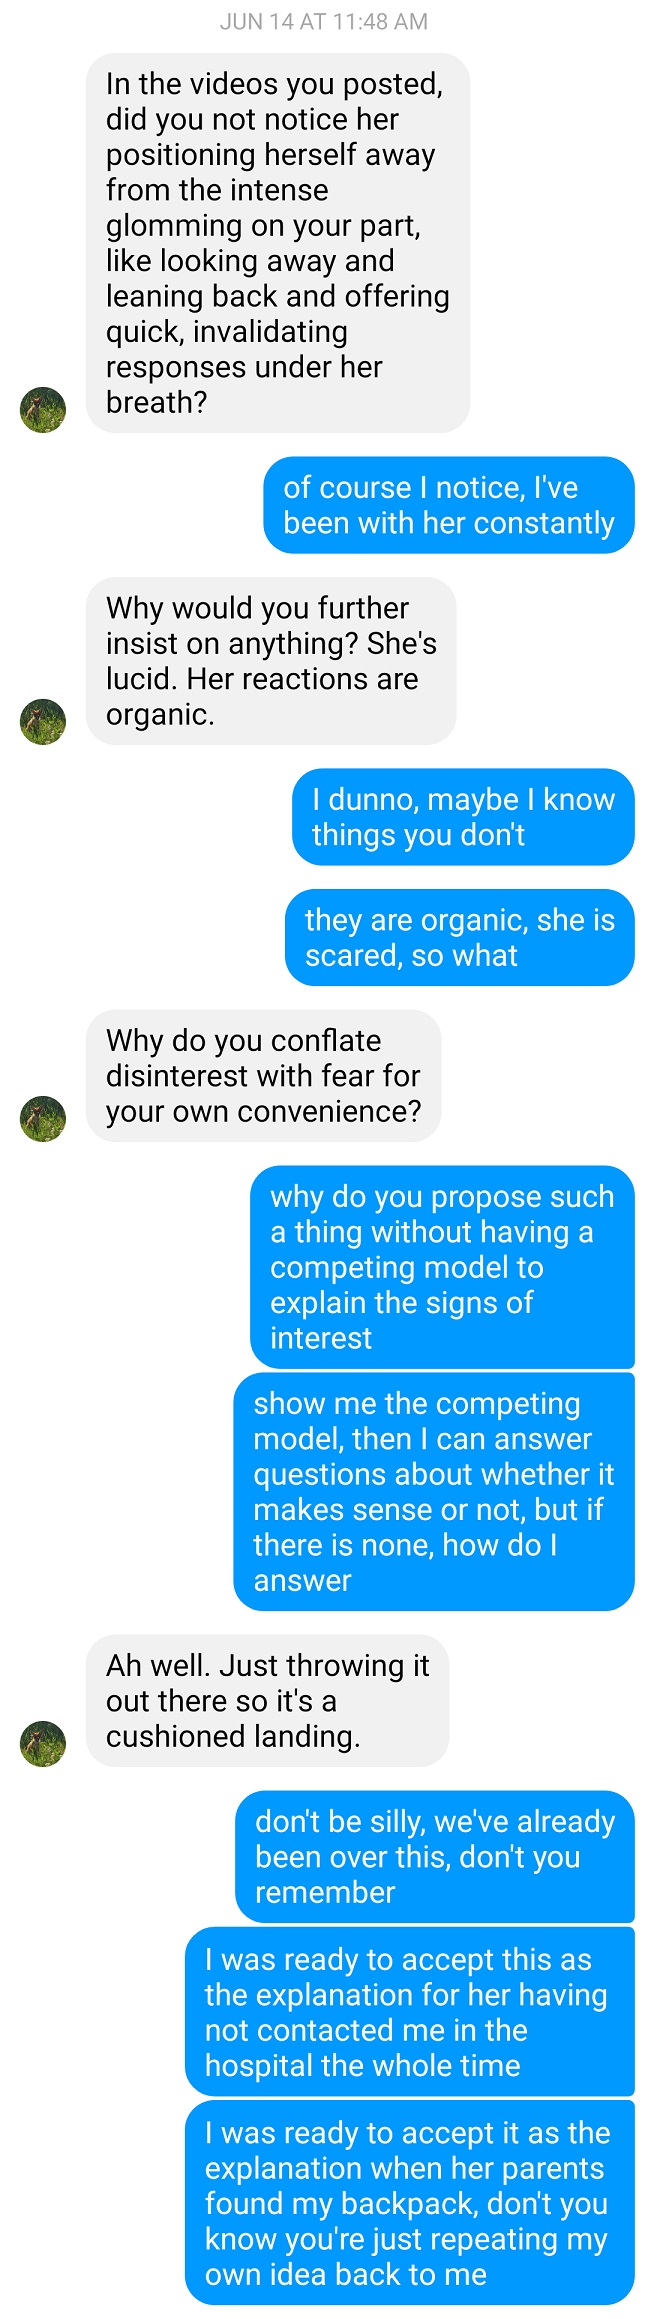 JUN 14 AT 11:48 AM
In the videos you posted,
did you not notice her
positioning herself away
from the intense
glomming on your part,
like looking away and
leaning back and offering
quick, invalidating
responses under her
breath?
of course I notice, I've
been with her constantly
Why would you further
insist on anything? She's
lucid. Her reactions are
organic.
I dunno, maybe I know
things you don't
they are organic, she is
scared, so what
Why do you conflate
disinterest with fear for
your own convenience?
why do you propose such
a thing without having a
competing model to
explain the signs of
interest
show me the competing
model, then I can answer
questions about whether it
makes sense or not, but if
there is none, how do I
answer
Ah well. Just throwing it
out there so it's a
cushioned landing.
don't be silly, we've already
been over this, don't you
remember
I was ready to accept this as
the explanation for her having
not contacted me in the
hospital the whole time
I was ready to accept it as the
explanation when her parents
found my backpack, don't you
know you're just repeating my
own idea back to me